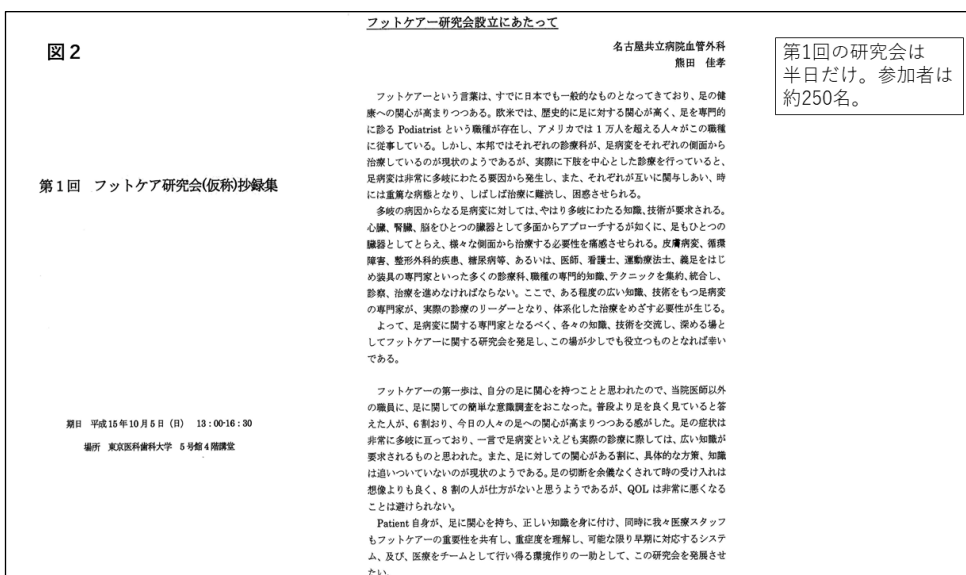 図２
第１回　フットケア研究会(仮称)抄録集
期日　平成15年10月5日（日）　13：00-16：30
場所　東京医科歯科大学　５号館４階講堂
フットケアー研究会設立にあたって
名古屋共立病院血管外科
熊田　佳孝
フットケアーという言葉は、すでに日本でも一般的なものとなってきており、足の健
康への関心が高まりつつある。欧米では、歴史的に足に対する関心が高く、足を専門的
に診る Podiatrist という職種が存在し、アメリカでは１万人を超える人々がこの職種
に従事している。しかし、本邦ではそれぞれの診療科が、足病変をそれぞれの側面から
治療しているのが現状のようであるが、実際に下肢を中心とした診療を行っていると、
足病変は非常に多岐にわたる要因から発生し、また、それぞれが互いに関与しあい、時
には重篤な病態となり、しばしば治療に難渋し、困惑させられる。
多岐の病因からなる足病変に対しては、やはり多岐にわたる知識、技術が要求される。
心臓、腎臓、脳をひとつの臓器として多面からアプローチするが如くに、足もひとつの
臓器としてとらえ、様々な側面から治療する必要性を痛感させられる。皮膚病変、循環
障害、整形外科的疾患、糖尿病等、あるいは、医師、看護士、運動療法士、義足をはじ
め装具の専門家といった多くの診療科、職種の専門的知識、テクニックを集約、統合し、
診察、治療を進めなければならない。ここで、ある程度の広い知識、技術をもつ足病変
の専門家が、実際の診療のリーダーとなり、体系化した治療をめざす必要性が生じる。
よって、足病変に関する専門家となるべく、各々の知識、技術を交流し、深める場と
してフットケアーに関する研究会を発足し、この場が少しでも役立つものとなれば幸い
である。
フットケアーの第一歩は、自分の足に関心を持つことと思われたので、当院医師以外
の職員に、足に関しての簡単な意識調査をおこなった。普段より足を良く見ていると答
えた人が、６割おり、今日の人々の足への関心が高まりつつある感がした。足の症状は
非常に多岐に亘っており、一言で足病変といえども実際の診療に際しては、広い知識が
要求されるものと思われた。また、足に対しての関心がある割に、具体的な方策、知識
は追いついていないのが現状のようである。足の切断を余儀なくされて時の受け入れは
想像よりも良く、８割の人が仕方がないと思うようであるが、QOL は非常に悪くなる
ことは避けられない。
Patient 自身が、足に関心を持ち、正しい知識を身に付け、同時に我々医療スタッフ
もフットケアーの重要性を共有し、重症度を理解し、可能な限り早期に対応するシステ
ム、及び、医療をチームとして行い得る環境作りの一助として、この研究会を発展させ
たい。
第1回の研究会は
半日だけ。参加者は
約250名。